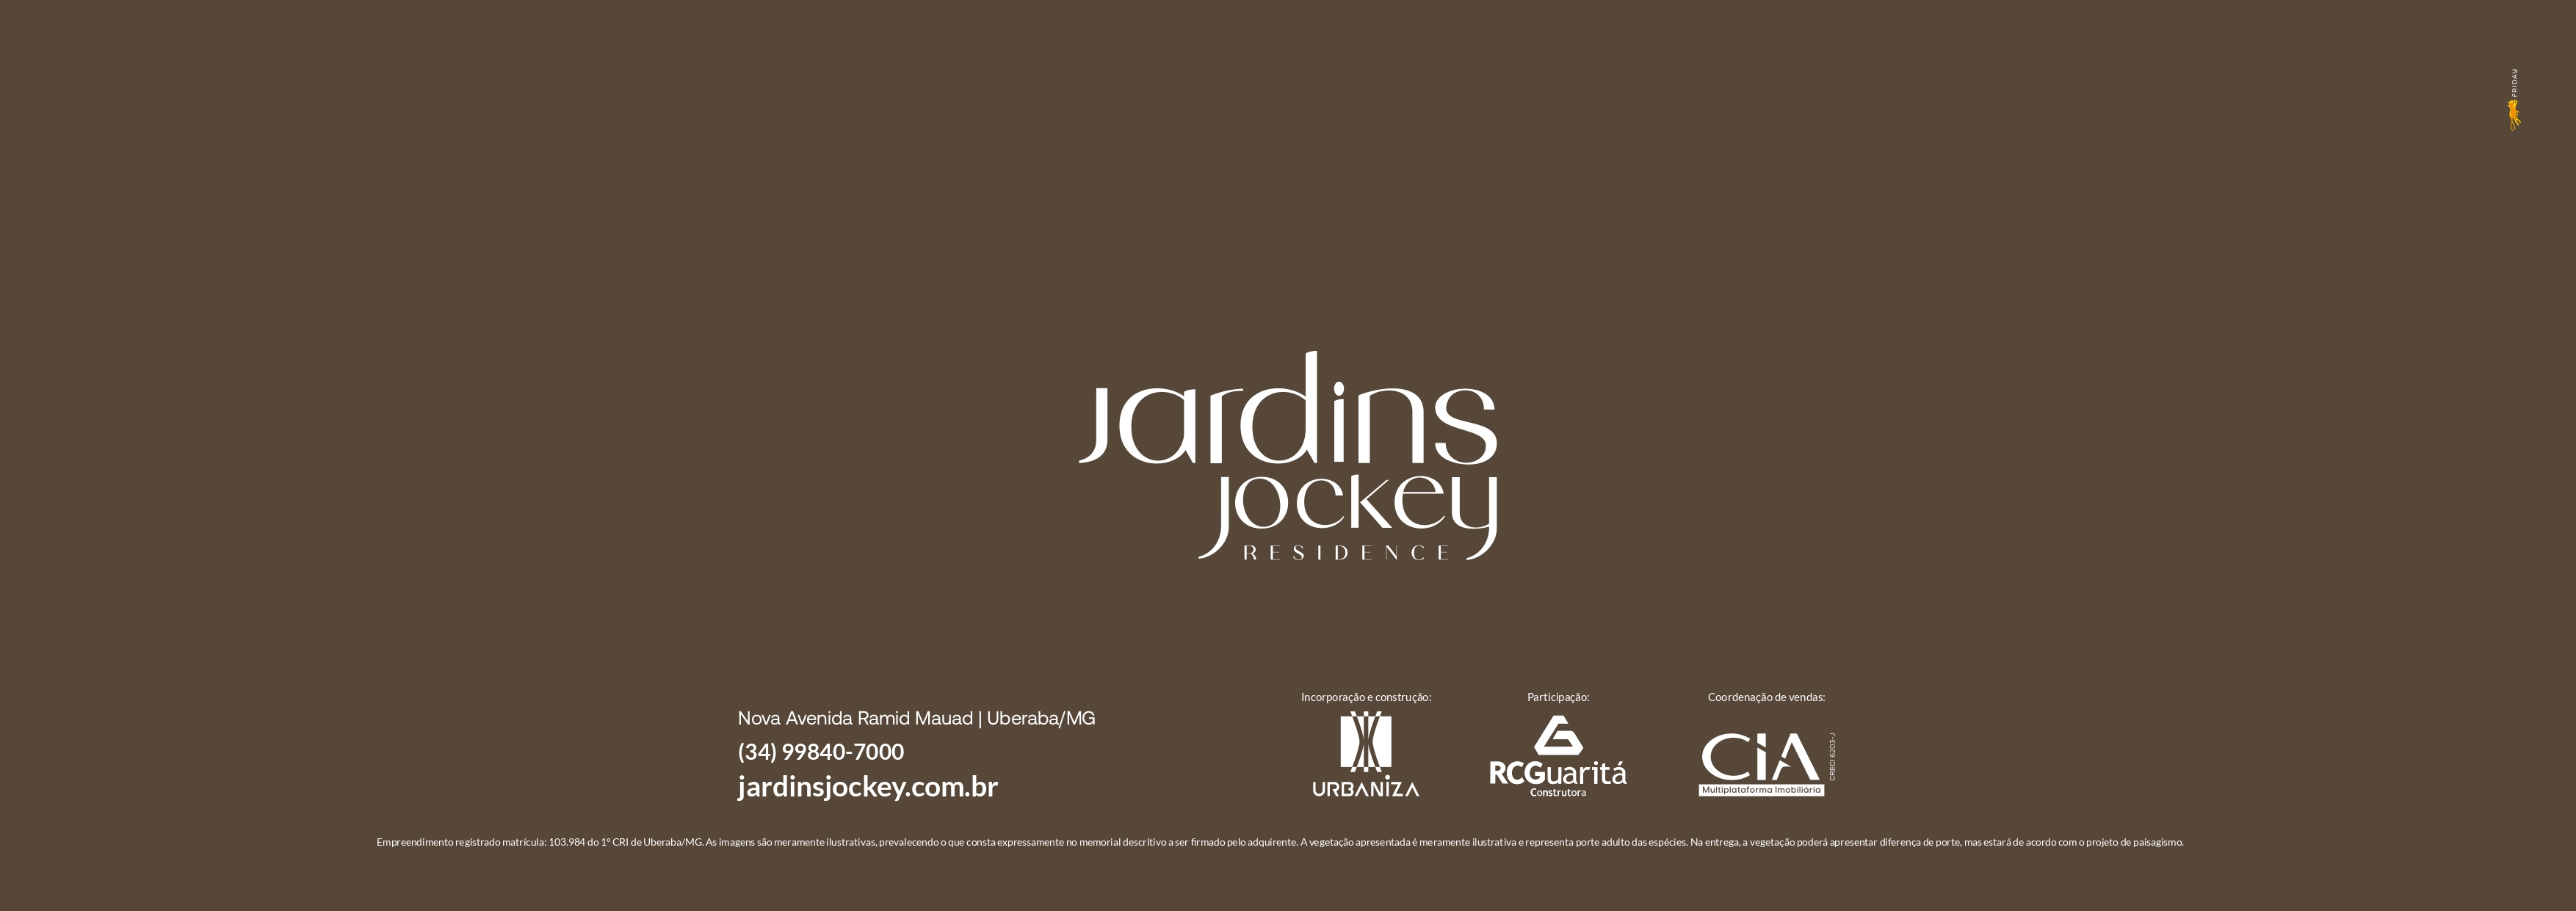 FRIDAY
jardins
jockey
RESIDENCE
Nova Avenida Ramid Mauad | Uberaba/MG
(34) 99840-7000
jardinsjockey.com.br
Incorporação e construção:
URBANIZA
Participação:
RCGuaritá
Construtora
Coordenação de vendas:
CIA
Multiplataforma Imobiliária
CRECI 6203-J
Empreendimento registrado matrícula: 103.984 do 1º CRI de Uberaba/MG. As imagens são meramente ilustrativas, prevalecendo o que consta expressamente no memorial descritivo a ser firmado pelo adquirente. A vegetação apresentada é meramente ilustrativa e representa porte adulto das espécies. Na entrega, a vegetação poderá apresentar diferença de porte, mas estará de acordo com o projeto de paisagismo.